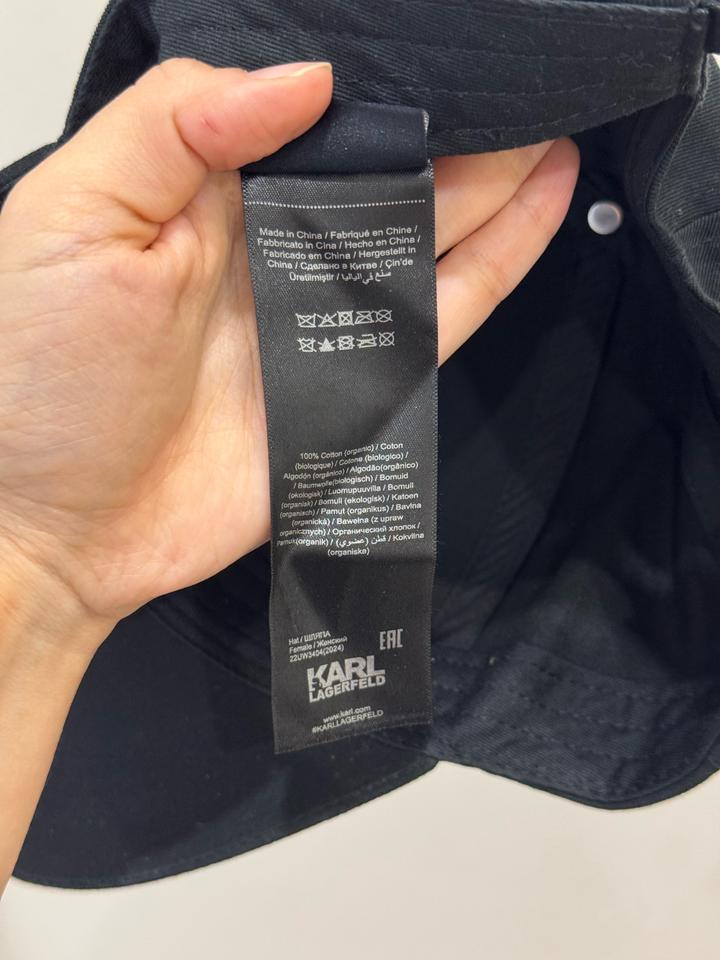 Made in China / Fabriqué en Chine /
Fabbricato in Cina / Hecho en China /
Fabricado em China / Hergestellt in
China / Сделано в Китае / Çin'de
Üretilmiştir / صنع في
100% Cotton (organic) / Coton
(biologique) / Cotone (biologico) /
Algodón (orgánico) / Algodão(orgânico)
/ Baumwolle(biologisch) / Bomuld
(økologisk) / Luomupuuvilla / Bomull
(organisk) / Bomull (ekologisk) / Katoen
(organisch) / Pamut (organikus) / Bavlna
(organická) / Bawełna (z upraw
organicznych) / Органический хлопок /
Pamuk(organik) / قطن (عضوي) / Kokvilna
(organiska)
Hat / ШЛЯПА
Female / Женский
22UW3404(2024)
EAC
KARL
LAGERFELD
www.karl.com
#KARLLAGERFELD